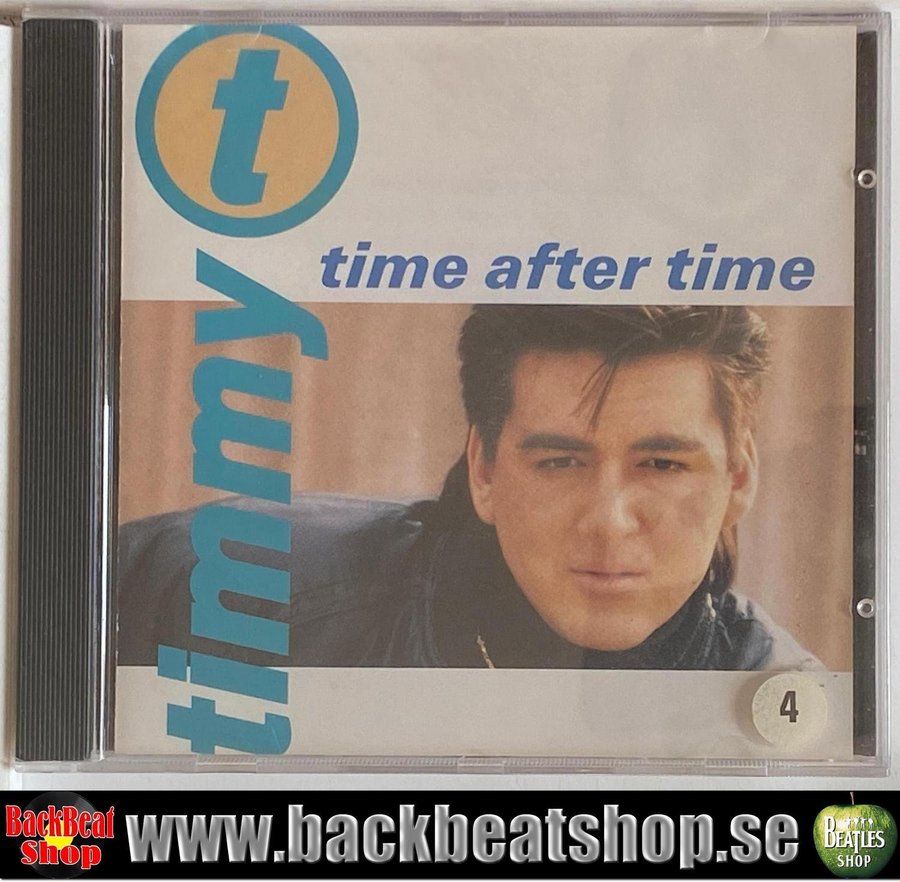 timmy t
time after time
4
BackBeat
Shop
www.backbeatshop.se
BEATLES
SHOP